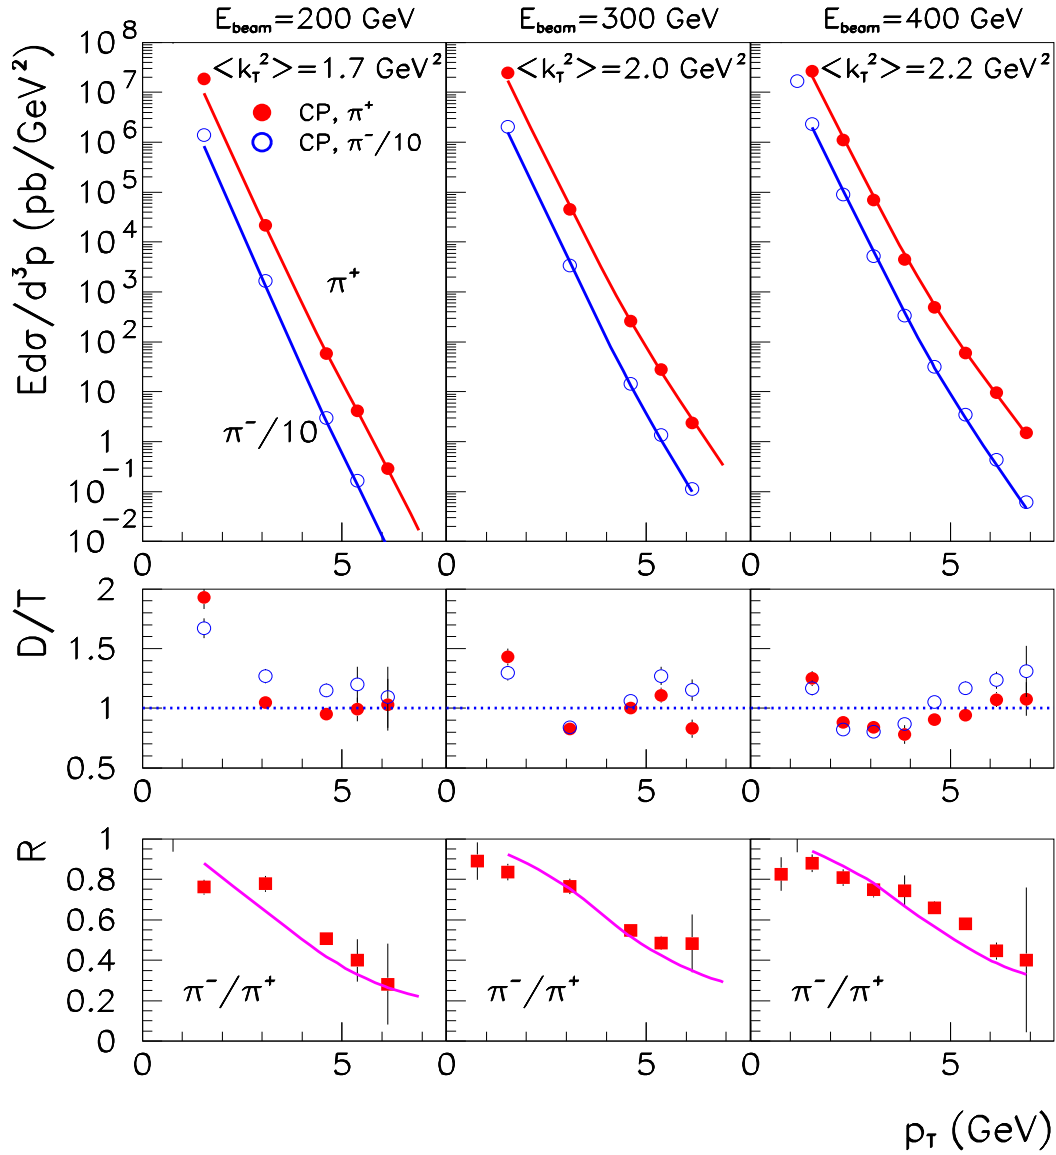 E_beam=200 GeV E_beam=300 GeV E_beam=400 GeV
<k_T^2>=1.7 GeV^2 <k_T^2>=2.0 GeV^2 <k_T^2>=2.2 GeV^2
CP, π^+
CP, π^-/10
Edσ/d^3p (pb/GeV^2)
10^8
10^7
10^6
10^5
10^4
10^3
10^2
10
1
10^-1
10^-2
π^+
π^-/10
0 5 0 5 0 5
D/T
2
1.5
1
0.5
0 5 0 5 0 5
R
1
0.8
0.6
0.4
0.2
0
π^-/π^+ π^-/π^+ π^-/π^+
0 5 0 5 0 5
p_T (GeV)